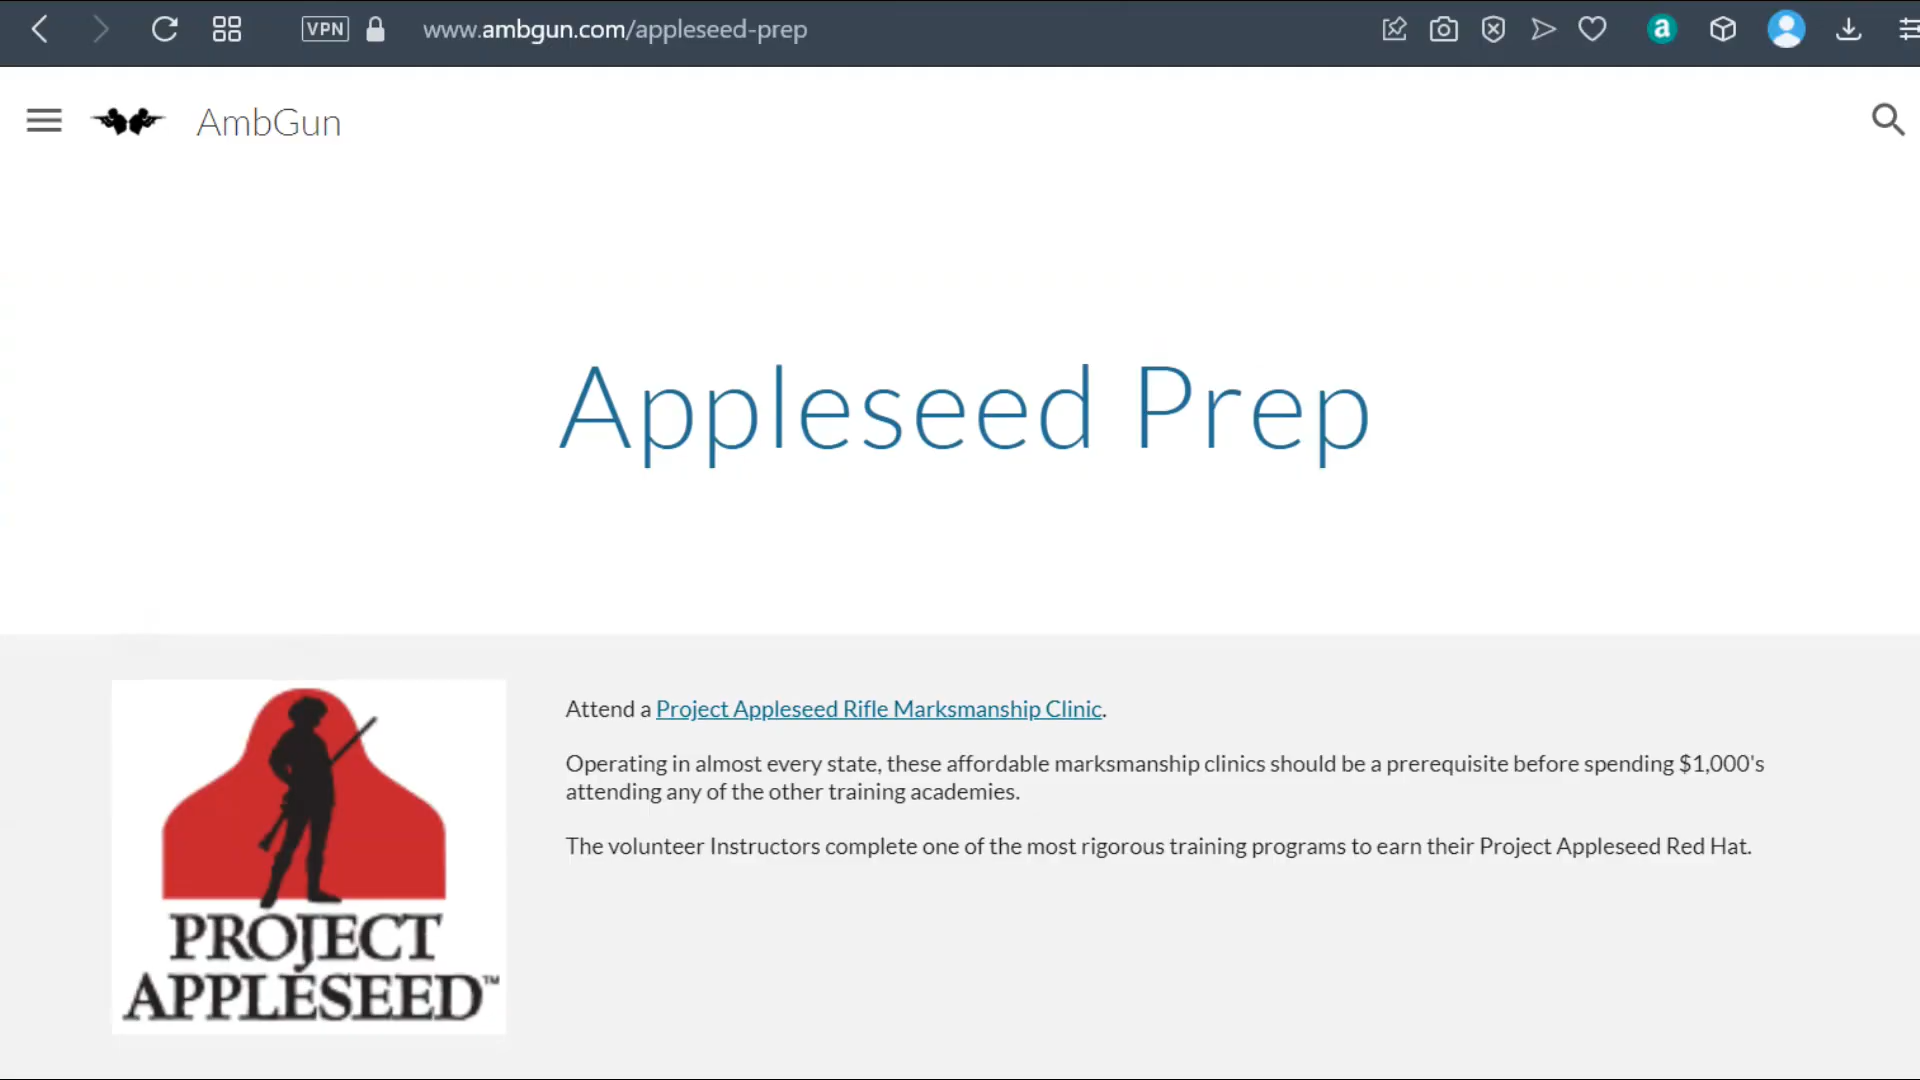 VPN
www.ambgun.com/appleseed-prep
a
AmbGun
Appleseed Prep
PROJECT
APPLESEED™
Attend a Project Appleseed Rifle Marksmanship Clinic.
Operating in almost every state, these affordable marksmanship clinics should be a prerequisite before spending $1,000's
attending any of the other training academies.
The volunteer Instructors complete one of the most rigorous training programs to earn their Project Appleseed Red Hat.